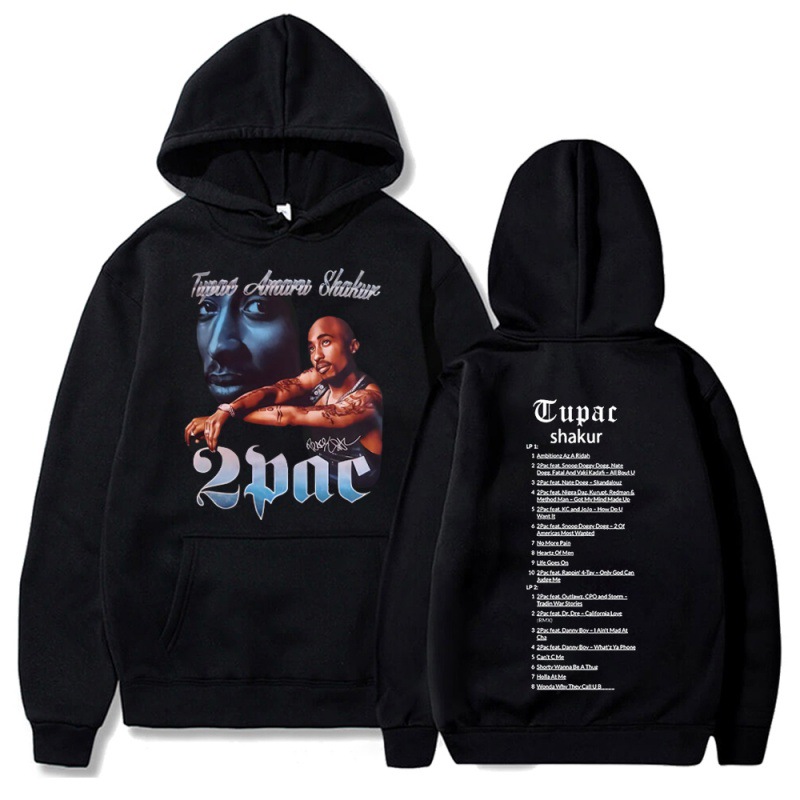 Tupac Amaru Shakur
2pac
Tupac
shakur
LP 1:
1 Ambitionz Az A Ridah
2 2Pac feat. Snoop Doggy Dogg, Nate
Dogg, Fatal And Yaki Kadafi – All Bout U
3 2Pac feat. Nate Dogg – Skandalouz
4 2Pac feat. Nigga Daz, Kurupt, Redman &
Method Man – Got My Mind Made Up
5 2Pac feat. KC and JoJo – How Do U
Want It
6 2Pac feat. Snoop Doggy Dogg – 2 Of
Americas Most Wanted
7 No More Pain
8 Heartz Of Men
9 Life Goes On
10 2Pac feat. Rappin' 4-Tay – Only God Can
Judge Me
LP 2:
1 2Pac feat. Outlaws, CPO and Storm –
Tradin War Stories
2 2Pac feat. Dr. Dre – California Love
(RMX)
3 2Pac feat. Danny Boy – I Ain't Mad At
Cha
4 2Pac feat. Danny Boy – What'z Ya Phone
5 Can't C Me
6 Shorty Wanna Be A Thug
7 Holla At Me
8 Wonda Why They Call U B..........